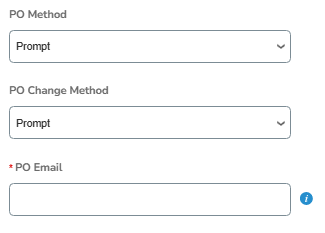 PO Method
Prompt
PO Change Method
Prompt
* PO Email
i